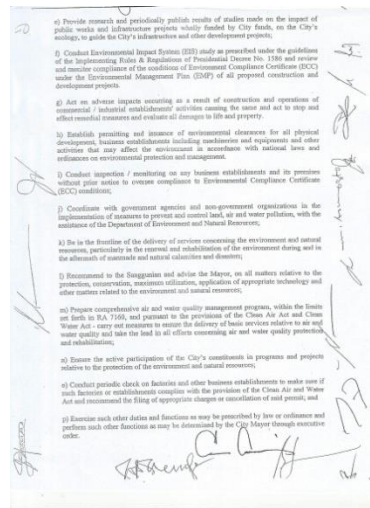 e) Provide research and periodically publish results of studies made on the impact of
public works and infrastructure projects wholly funded by City funds, on the City's
ecology, to guide the City's infrastructure and other development projects;
f) Conduct Environmental Impact System (EIS) study as prescribed under the guidelines
of the Implementing Rules & Regulations of Presidential Decree No. 1586 and review
and monitor compliance of the conditions of Environmental Compliance Certificate (ECC)
under the Environmental Management Plan (EMP) of all proposed construction and
development projects.
g) Act on adverse impacts occurring as a result of construction and operations of
commercial / industrial establishments/ activities causing the same and act to stop and
effect remedial measures and evaluate all damages to life and property.
h) Establish permitting and issuance of environmental clearances for all physical
development, business establishments including machineries and equipments and other
activities that may affect the environment in accordance with national laws and
ordinances on environmental protection and management.
i) Conduct inspection / monitoring on any business establishments and its premises
without prior notice to oversee compliance to Environmental Compliance Certificate
(ECC) conditions;
j) Coordinate with government agencies and non-government organizations in the
implementation of measures to prevent and control land, air and water pollution, with the
assistance of the Department of Environment and Natural Resources;
k) Be in the frontline of the delivery of services concerning the environment and natural
resources, particularly in the renewal and rehabilitation of the environment during and in
the aftermath of manmade and natural calamities and disasters;
l) Recommend to the Sanggunian and advise the Mayor, on all matters relative to the
protection, conservation, maximum utilization, application of appropriate technology and
other matters related to the environment and natural resources;
m) Prepare comprehensive air and water quality management program, within the limits
set forth in RA 7160, and pursuant to the provisions of the Clean Air Act and Clean
Water Act - carry out measures to ensure the delivery of basic services relative to air and
water quality and take the lead in all efforts concerning air and water quality protection
and rehabilitation;
n) Ensure the active participation of the City's constituents in programs and projects
relative to the protection of the environment and natural resources;
o) Conduct periodic check on factories and other business establishments to make sure if
such factories or establishments complies with the provision of the Clean Air and Water
Act and recommend the filing of appropriate charges or cancellation of said permit; and
p) Exercise such other duties and functions as may be prescribed by law or ordinance and
perform such other functions as may be determined by the City Mayor through executive
order.